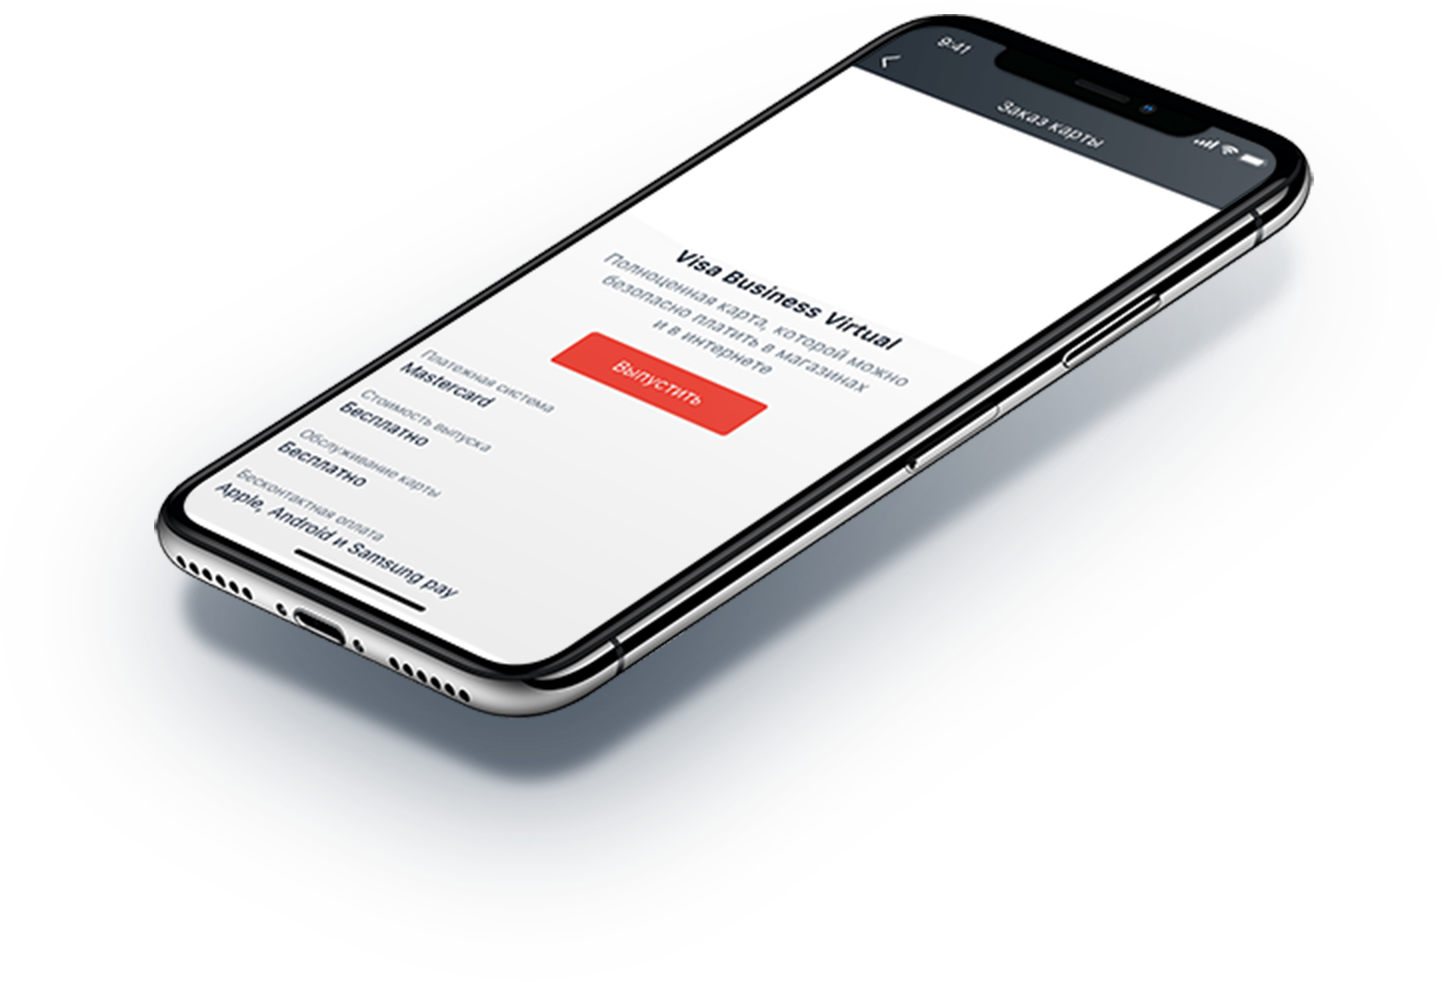 9:41
Заказ карты
Visa Business Virtual
Полноценная карта, которой можно
безопасно платить в магазинах
и в интернете
Выпустить
Платежная система
Mastercard
Стоимость выпуска
Бесплатно
Обслуживание карты
Бесплатно
Бесконтактная оплата
Apple, Android и Samsung pay